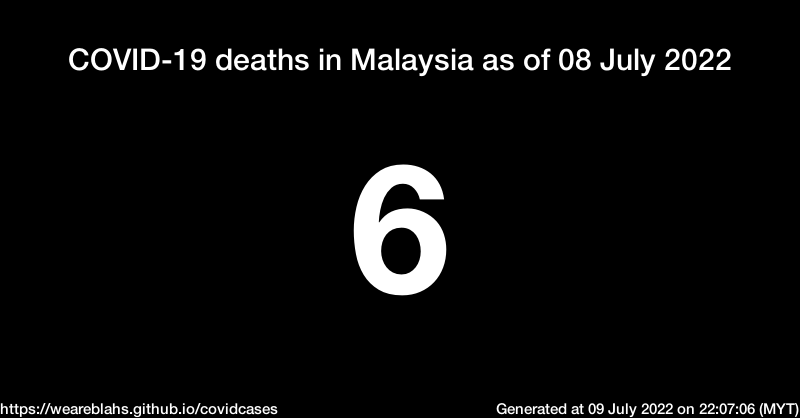 COVID-19 deaths in Malaysia as of 08 July 2022
6
https://weareblahs.github.io/covidcases
Generated at 09 July 2022 on 22:07:06 (MYT)